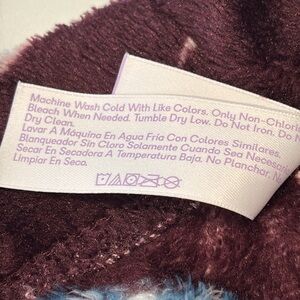 Machine Wash Cold With Like Colors. Only Non-Chlori
Bleach When Needed. Tumble Dry Low. Do Not Iron. Do N
Dry Clean.
Lavar A Máquina En Agua Fría Con Colores Similares.
Blanqueador Sin Cloro Solamente Cuando Sea Necesario
Secar En Secadora A Temperatura Baja. No Planchar. N
Limpiar En Seco.